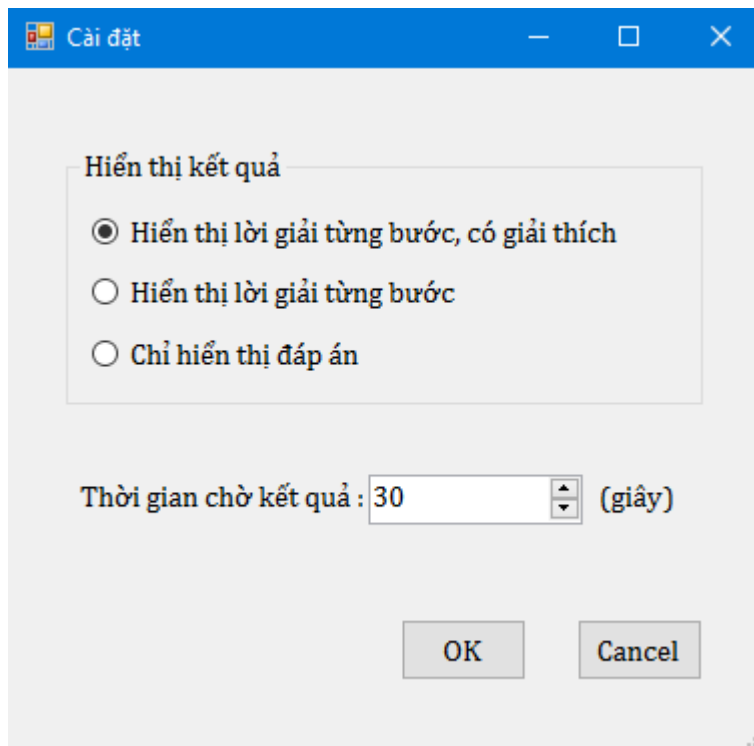 Cài đặt
Hiển thị kết quả
Hiển thị lời giải từng bước, có giải thích
Hiển thị lời giải từng bước
Chỉ hiển thị đáp án
Thời gian chờ kết quả : 30 (giây)
OK Cancel